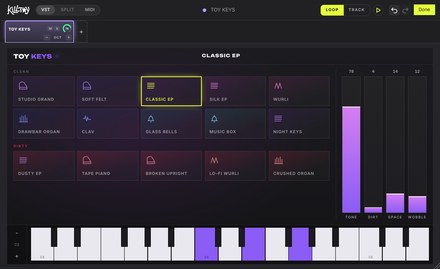 Kiloloy
VST SPLIT MIDI
TOY KEYS
LOOP TRACK
Done
TOY KEYS
M S
+
TOY KEYS
CLASSIC EP
CLEAN
STUDIO GRAND
SOFT FELT
CLASSIC EP
SILK EP
WURLI
DRAWBAR ORGAN
CLAV
GLASS BELLS
MUSIC BOX
NIGHT KEYS
DIRTY
DUSTY EP
TAPE PIANO
BROKEN UPRIGHT
LO-FI WURLI
CRUSHED ORGAN
78 4 14 12
TONE DIRT SPACE WOBBLE